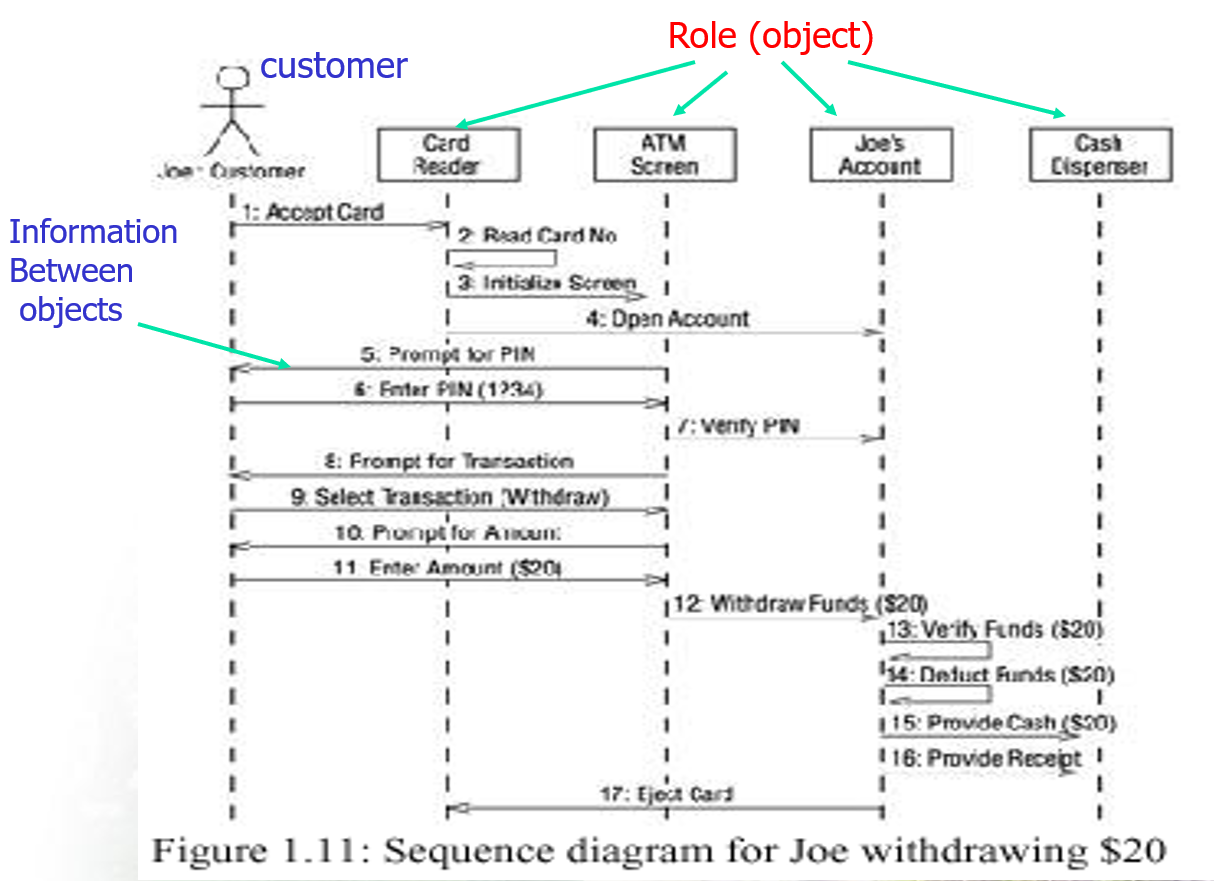 Role (object)
customer
Joe: Customer
Card
Reader
ATM
Screen
Joe's
Account
Cash
Dispenser
Information
Between
objects
1: Accept Card
2: Read Card No
3: Initialize Screen
4: Open Account
5: Prompt for PIN
6: Enter PIN (1234)
7: Verify PIN
8: Prompt for Transaction
9: Select Transaction (Withdraw)
10: Prompt for Amount
11: Enter Amount ($20)
12: Withdraw Funds ($20)
13: Verify Funds ($20)
14: Deduct Funds ($20)
15: Provide Cash ($20)
16: Provide Receipt
17: Eject Card
Figure 1.11: Sequence diagram for Joe withdrawing $20